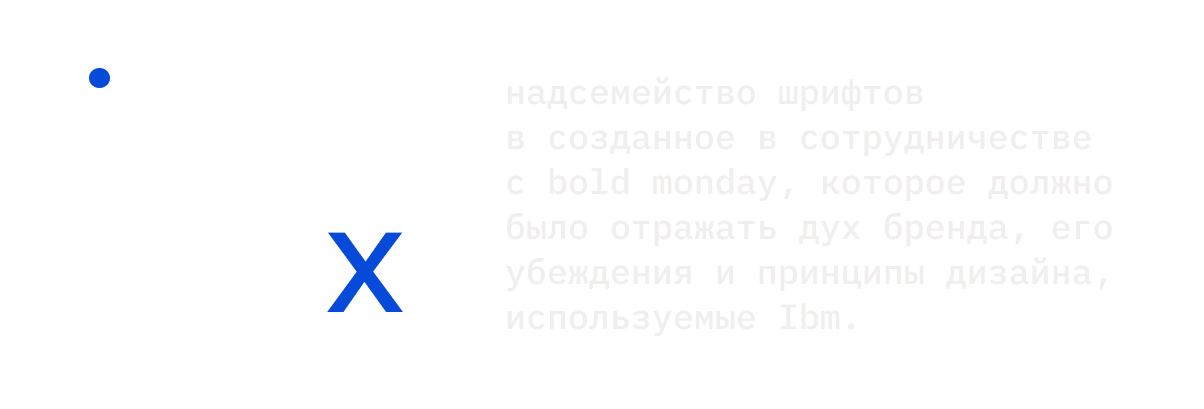 x
надсемейство шрифтов
в созданное в сотрудничестве
с bold monday, которое должно
было отражать дух бренда, его
убеждения и принципы дизайна,
используемые Ibm.